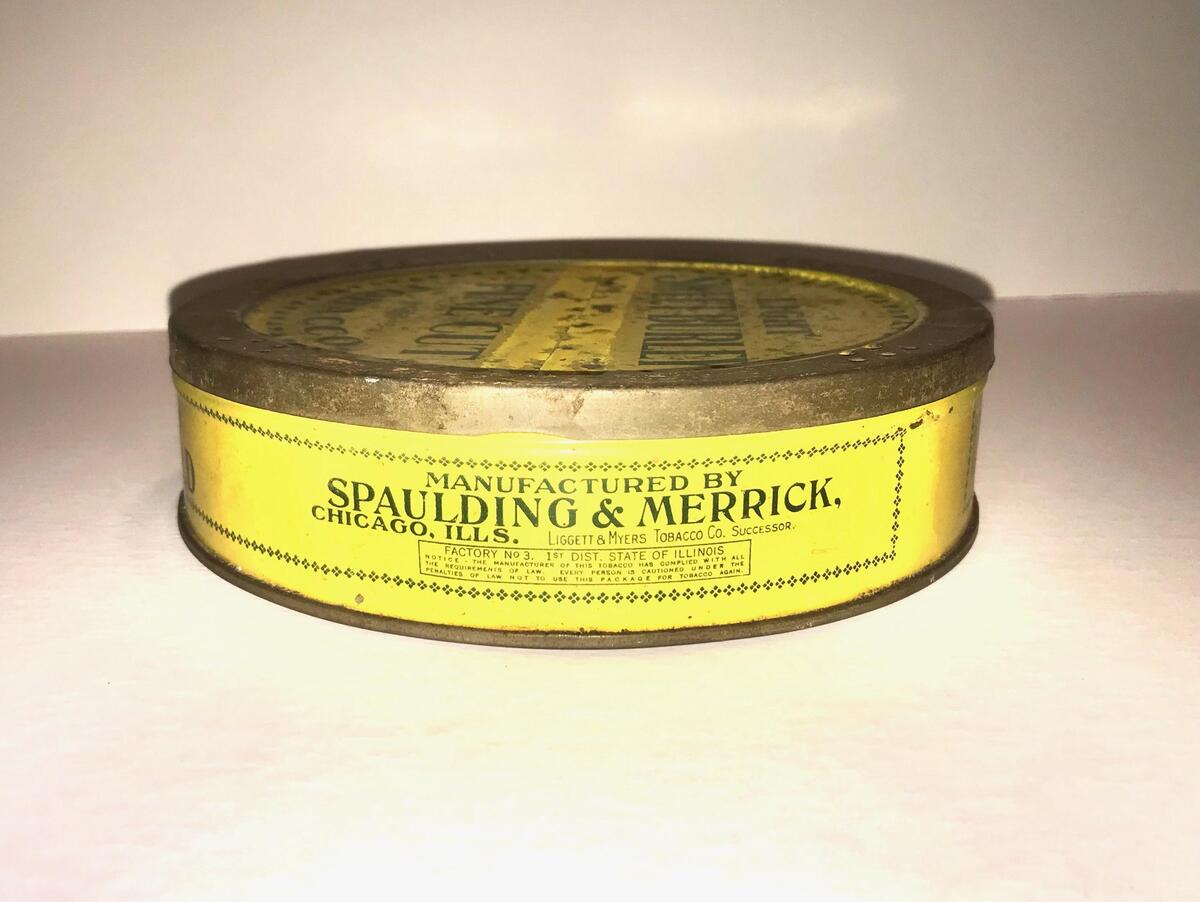 FINE CUT
TOBACCO
D
MANUFACTURED BY
SPAULDING & MERRICK,
CHICAGO, ILLS. LIGGETT & MYERS TOBACCO CO. SUCCESSOR.
FACTORY NO 3. 1ST DIST. STATE OF ILLINOIS
NOTICE - THE MANUFACTURER OF THIS TOBACCO HAS COMPLIED WITH ALL
THE REQUIREMENTS OF LAW. EVERY PERSON IS CAUTIONED UNDER THE
PENALTIES OF LAW NOT TO USE THIS PACKAGE FOR TOBACCO AGAIN.